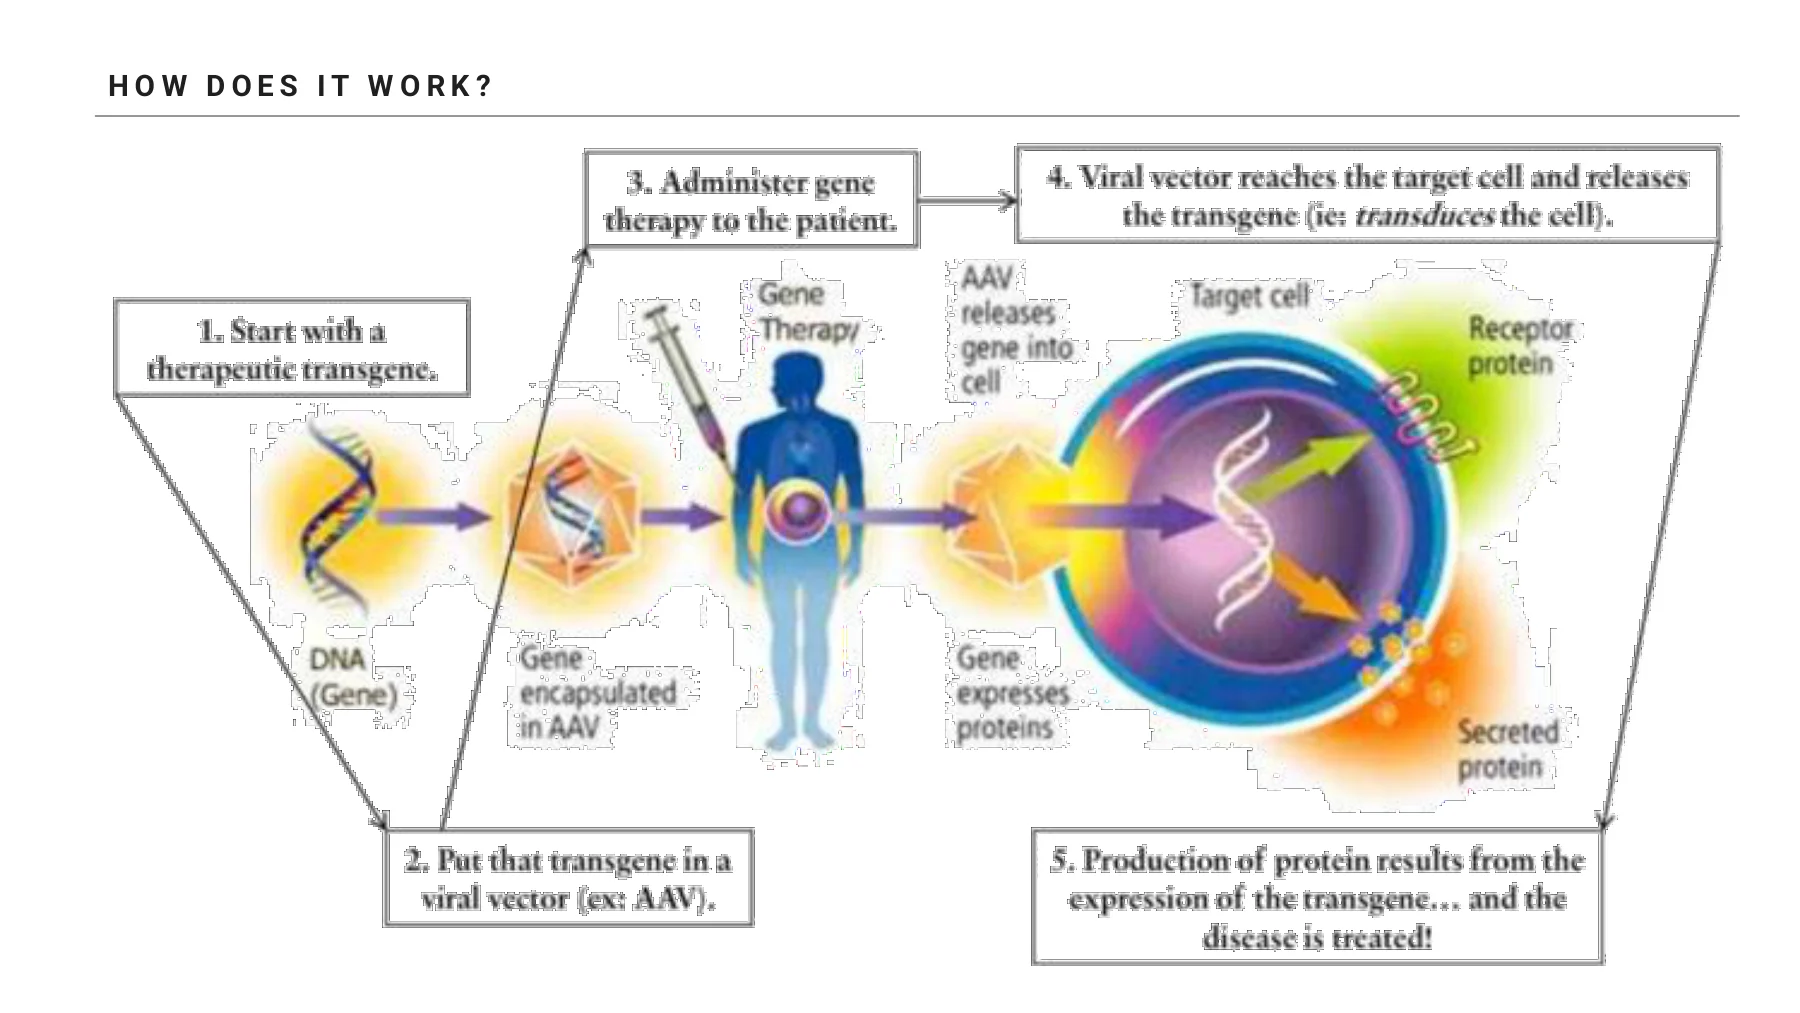 HOW DOES IT WORK?
3. Administer gene
therapy to the patient.
4. Viral vector reaches the target cell and releases
the transgene (ie: transduces the cell).
1. Start with a
therapeutic transgene.
Gene
Therapy
AAV
releases
gene into
cell
Target cell
Receptor
protein
DNA
(Gene)
Gene
encapsulated
in AAV
Gene
expresses
proteins
Secreted
protein
2. Put that transgene in a
viral vector (ex: AAV).
5. Production of protein results from the
expression of the transgene... and the
disease is treated!